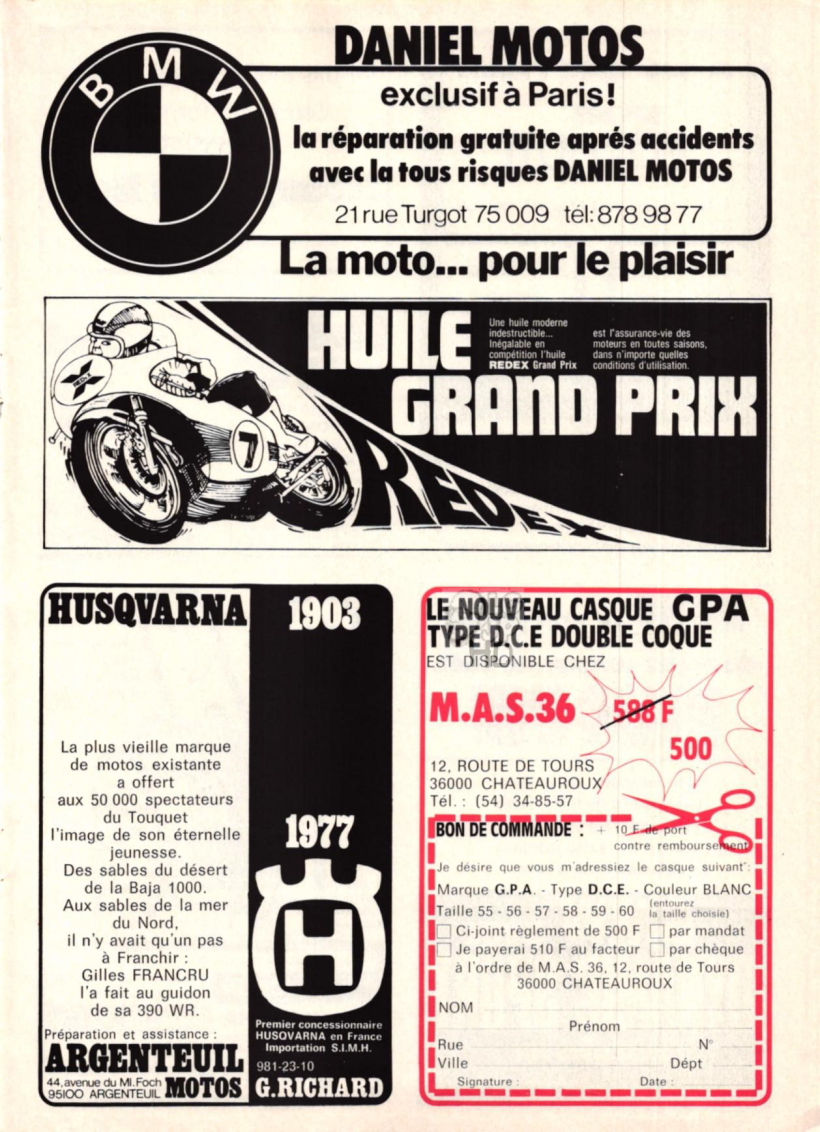 BMW
DANIEL MOTOS
exclusif à Paris!
la réparation gratuite aprés accidents
avec la tous risques DANIEL MOTOS
21 rue Turgot 75 009 tél: 878 98 77
La moto... pour le plaisir
HUILE
GRAND PRIX
Une huile moderne
indestructible...
Inégalable en
compétition l'huile
REDEX Grand Prix
est l'assurance-vie des
moteurs en toutes saisons,
dans n'importe quelles
conditions d'utilisation.
REDEX
7
REDEX
HUSQVARNA
1903
La plus vieille marque
de motos existante
a offert
aux 50 000 spectateurs
du Touquet
l'image de son éternelle
jeunesse.
Des sables du désert
de la Baja 1000.
Aux sables de la mer
du Nord,
il n'y avait qu'un pas
à Franchir :
Gilles FRANCRU
l'a fait au guidon
de sa 390 WR.
Préparation et assistance :
ARGENTEUIL
44, avenue du Ml. Foch
95100 ARGENTEUIL
MOTOS
1977
H
Premier concessionnaire
HUSQVARNA en France
Importation S.I.M.H.
981-23-10
G.RICHARD
LE NOUVEAU CASQUE GPA
TYPE D.C.E DOUBLE COQUE
EST DISPONIBLE CHEZ
M.A.S.36
588 F
500
12, ROUTE DE TOURS
36000 CHATEAUROUX
Tél. : (54) 34-85-57
BON DE COMMANDE : + 10 F de port
contre remboursement
Je désire que vous m'adressiez le casque suivant :
Marque G.P.A. - Type D.C.E. - Couleur BLANC
Taille 55 - 56 - 57 - 58 - 59 - 60 (entourez
la taille choisie)
Ci-joint règlement de 500 F par mandat
Je payerai 510 F au facteur par chèque
à l'ordre de M.A.S. 36, 12, route de Tours
36000 CHATEAUROUX
NOM
Prénom
Rue N°
Ville Dépt
Signature : Date :